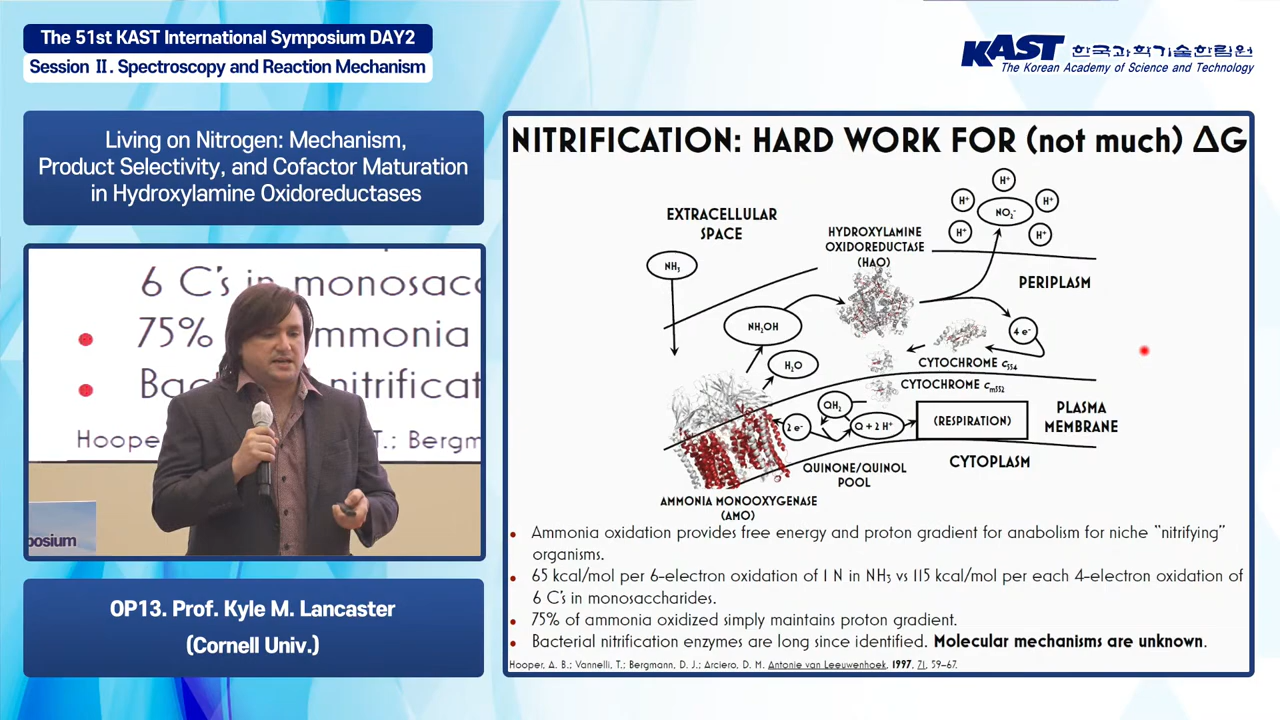 The 51st KAST International Symposium DAY2
Session Ⅱ. Spectroscopy and Reaction Mechanism
KAST 한국과학기술한림원
The Korean Academy of Science and Technology
Living on Nitrogen: Mechanism,
Product Selectivity, and Cofactor Maturation
in Hydroxylamine Oxidoreductases
6 C's in monosacc
75% ammonia
Bac nitrificat
Hooper T.; Bergm
posium
OP13. Prof. Kyle M. Lancaster
(Cornell Univ.)
NITRIFICATION: HARD WORK FOR (not much) ΔG
H⁺
H⁺ H⁺
NO₂⁻
H⁺ H⁺
EXTRACELLULAR
SPACE
HYDROXYLAMINE
OXIDOREDUCTASE
(HAO)
NH₃
PERIPLASM
NH₂OH
4 e⁻
H₂O
CYTOCHROME c₅₅₄
CYTOCHROME cₘ₅₅₂
QH₂
2 e⁻
Q + 2 H⁺
(RESPIRATION)
PLASMA
MEMBRANE
CYTOPLASM
QUINONE/QUINOL
POOL
AMMONIA MONOOXYGENASE
(AMO)
• Ammonia oxidation provides free energy and proton gradient for anabolism for niche "nitrifying"
organisms.
• 65 kcal/mol per 6-electron oxidation of 1 N in NH₃ vs 115 kcal/mol per each 4-electron oxidation of
6 C's in monosaccharides.
• 75% of ammonia oxidized simply maintains proton gradient.
• Bacterial nitrification enzymes are long since identified. Molecular mechanisms are unknown.
Hooper, A. B.; Vannelli, T.; Bergmann, D. J.; Arciero, D. M. Antonie van Leeuwenhoek, 1997, 71, 59–67.